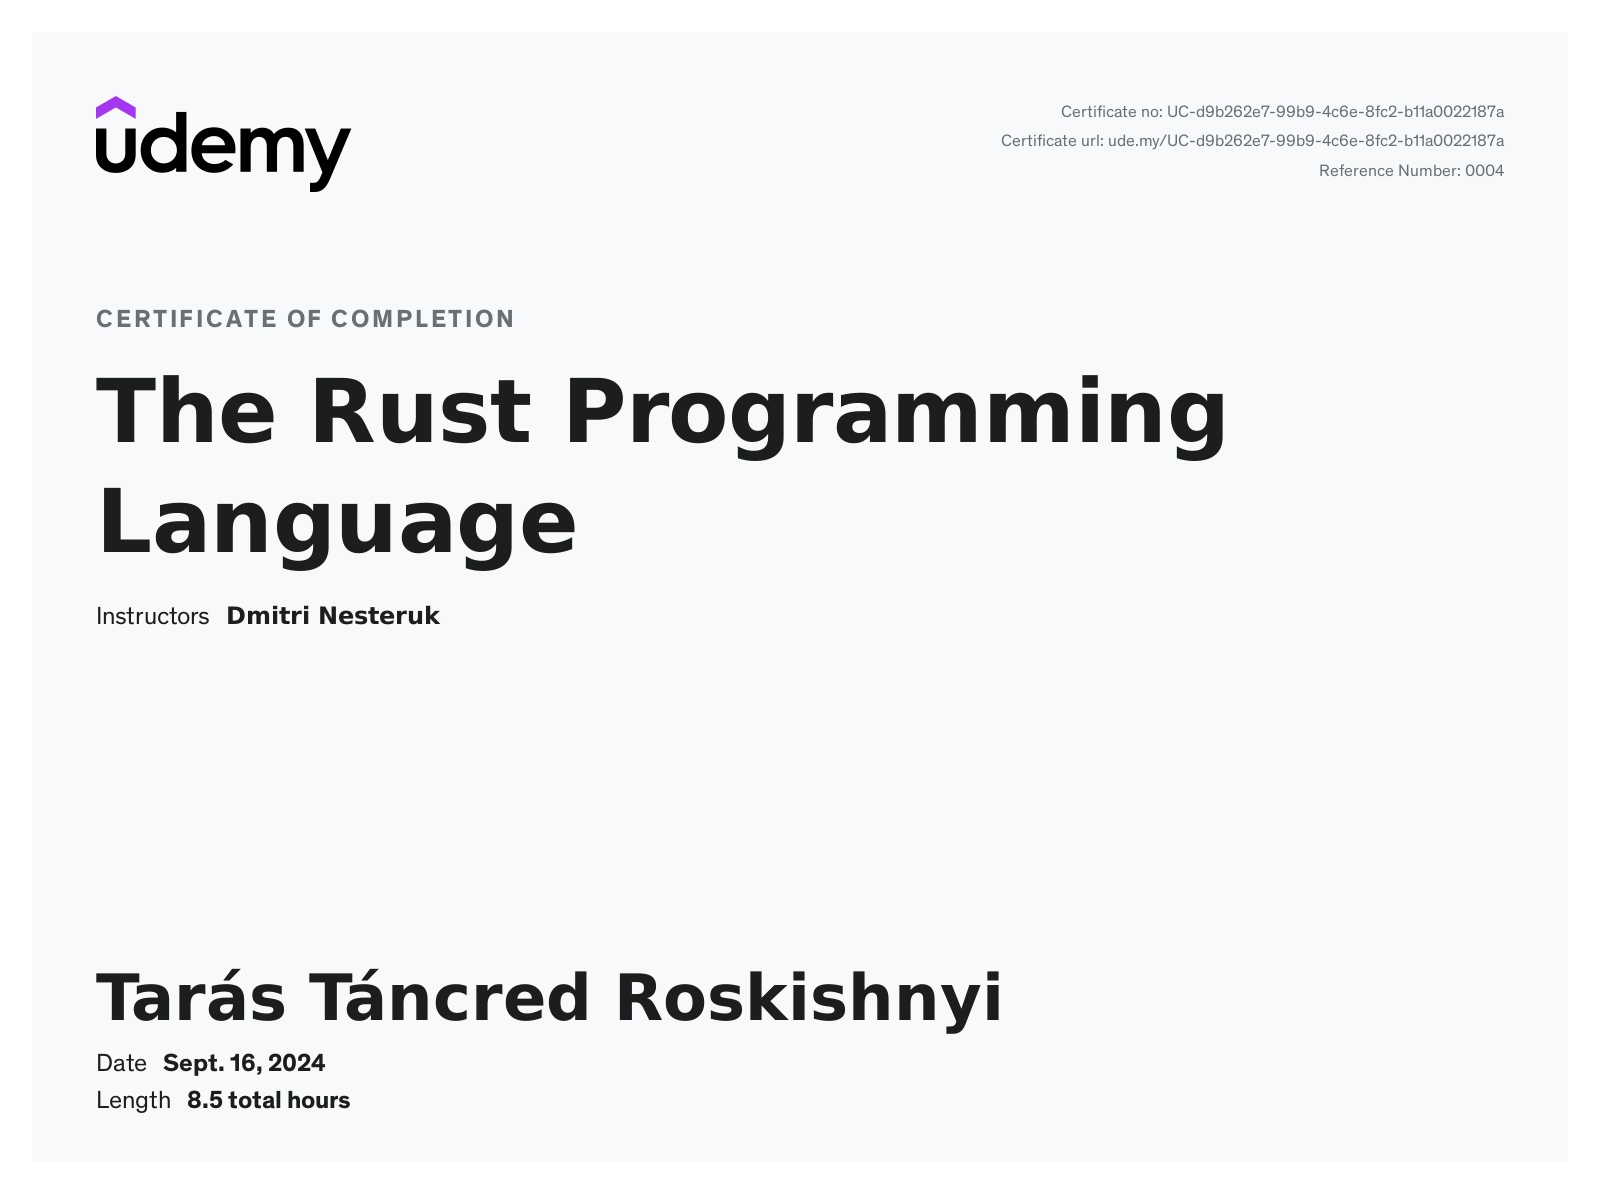 udemy
Certificate no: UC-d9b262e7-99b9-4c6e-8fc2-b11a0022187a
Certificate url: ude.my/UC-d9b262e7-99b9-4c6e-8fc2-b11a0022187a
Reference Number: 0004
CERTIFICATE OF COMPLETION
The Rust Programming
Language
Instructors Dmitri Nesteruk
Tarás Táncred Roskishnyi
Date Sept. 16, 2024
Length 8.5 total hours